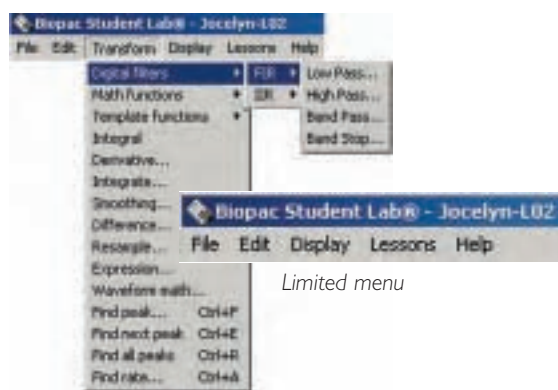 Biopac Student Lab® - Jocelyn-L02
File Edit Transform Display Lessons Help
Digital filters
FIR
Low Pass...
Math functions
IIR
High Pass...
Template functions
Band Pass...
Integral
Band Stop...
Derivative...
Integrate...
Smoothing...
Difference...
Resample...
Expression...
Waveform math...
Find peak... Ctrl+F
Find next peak Ctrl+E
Find all peaks Ctrl+R
Find rate... Ctrl+A
Biopac Student Lab® - Jocelyn-L02
File Edit Display Lessons Help
Limited menu